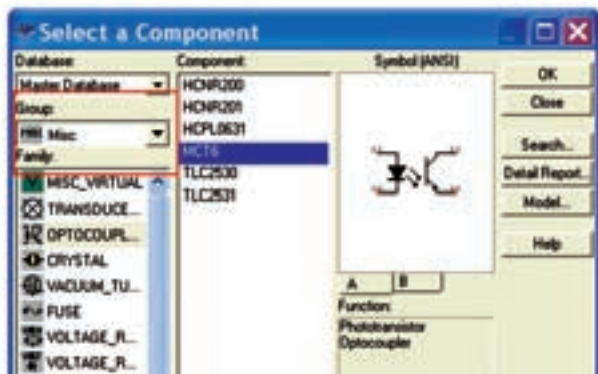 Select a Component
Database:
Master Database
Group:
Misc
Family:
MISC_VIRTUAL
TRANSDUCE...
OPTOCOUPL...
CRYSTAL
VACUUM_TU...
FUSE
VOLTAGE_R...
VOLTAGE_R...
Component:
HCNR200
HCNR201
HCPL0631
MCT6
TLC2530
TLC2531
Symbol (ANSI)
A
B
Function:
Phototransistor
Optocoupler
OK
Close
Search...
Detail Report...
Model...
Help